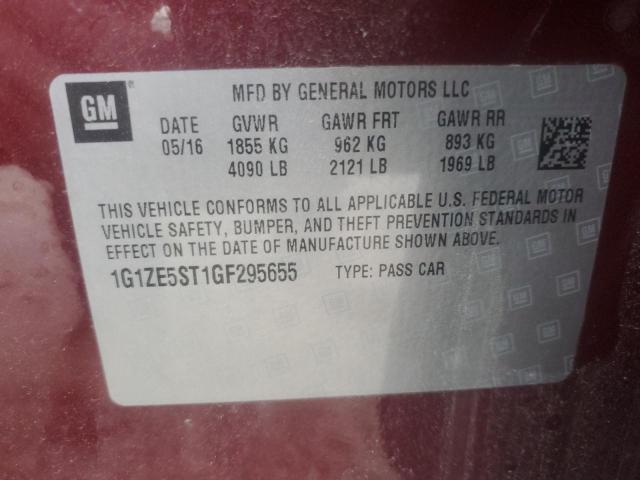 GM
MFD BY GENERAL MOTORS LLC
DATE GVWR GAWR FRT GAWR RR
05/16 1855 KG 962 KG 893 KG
4090 LB 2121 LB 1969 LB
THIS VEHICLE CONFORMS TO ALL APPLICABLE U.S. FEDERAL MOTOR
VEHICLE SAFETY, BUMPER, AND THEFT PREVENTION STANDARDS IN
EFFECT ON THE DATE OF MANUFACTURE SHOWN ABOVE.
1G1ZE5ST1GF295655 TYPE: PASS CAR